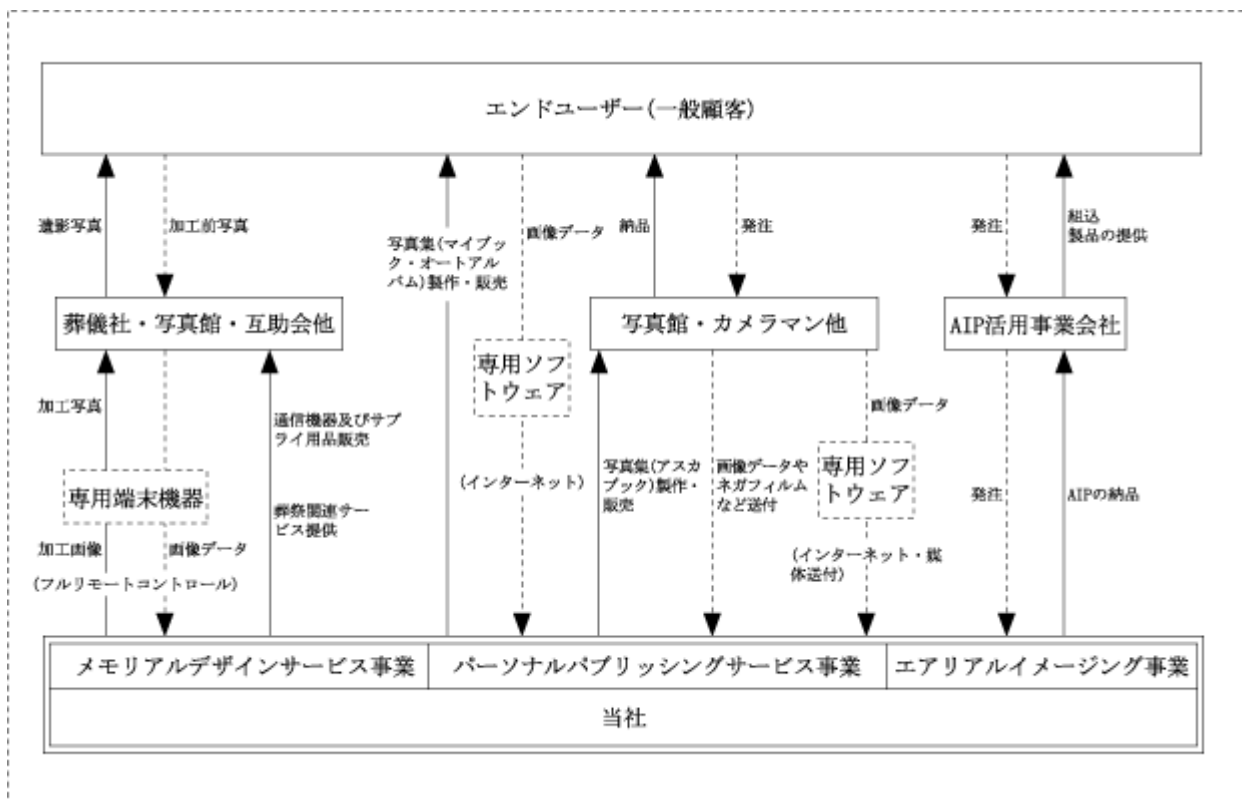 エンドユーザー(一般顧客)
遺影写真
加工前写真
写真集(マイブッ
ク・オートアル
バム)製作・販売
画像データ
納品
発注
発注
組込
製品の提供
葬儀社・写真館・互助会他
写真館・カメラマン他
AIP活用事業会社
専用ソフ
トウェア
加工写真
通信機器及びサプ
ライ用品販売
画像データ
専用端末機器
(インターネット)
写真集(アスカ
ブック)製作・
販売
画像データや
ネガフィルム
など送付
専用ソフ
トウェア
発注
AIPの納品
葬祭関連サー
ビス提供
加工画像
画像データ
(フルリモートコントロール)
(インターネット・媒
体送付)
メモリアルデザインサービス事業
パーソナルパブリッシングサービス事業
エアリアルイメージング事業
当社